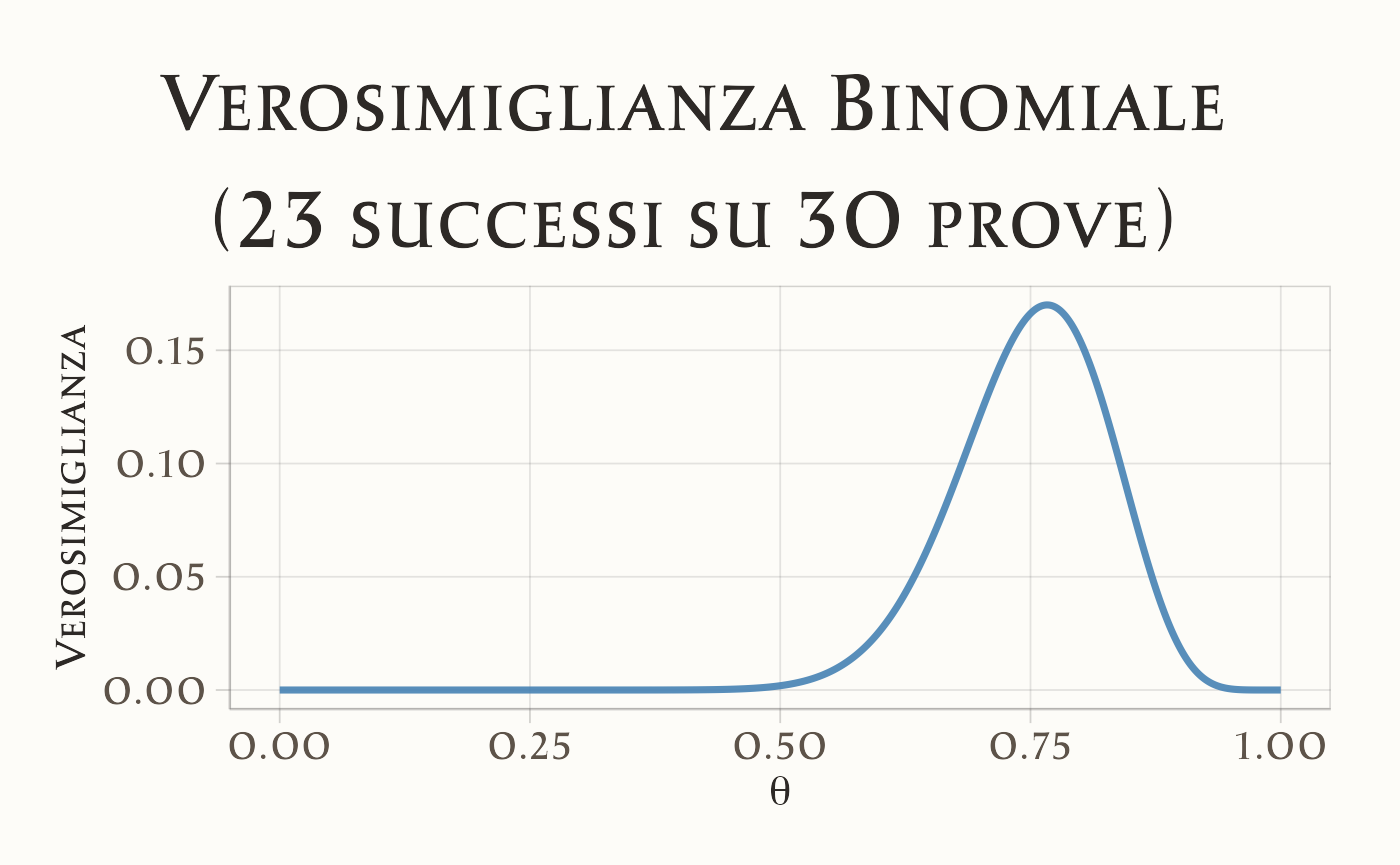 Verosimiglianza Binomiale
(23 successi su 30 prove)
Verosimiglianza
0.15
0.10
0.05
0.00
0.00 0.25 0.50 0.75 1.00
θ